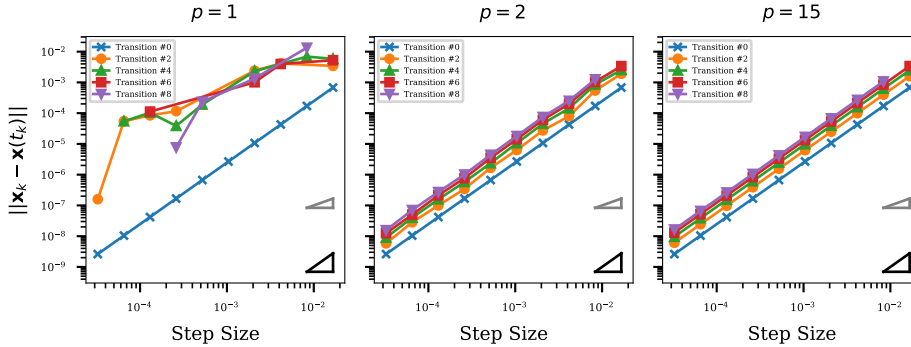 p = 1
p = 2
p = 15
||x_k − x(t_k)||
10⁻²
10⁻³
10⁻⁴
10⁻⁵
10⁻⁶
10⁻⁷
10⁻⁸
10⁻⁹
Transition #0
Transition #2
Transition #4
Transition #6
Transition #8
Transition #0
Transition #2
Transition #4
Transition #6
Transition #8
Transition #0
Transition #2
Transition #4
Transition #6
Transition #8
10⁻⁴ 10⁻³ 10⁻²
10⁻⁴ 10⁻³ 10⁻²
10⁻⁴ 10⁻³ 10⁻²
Step Size
Step Size
Step Size